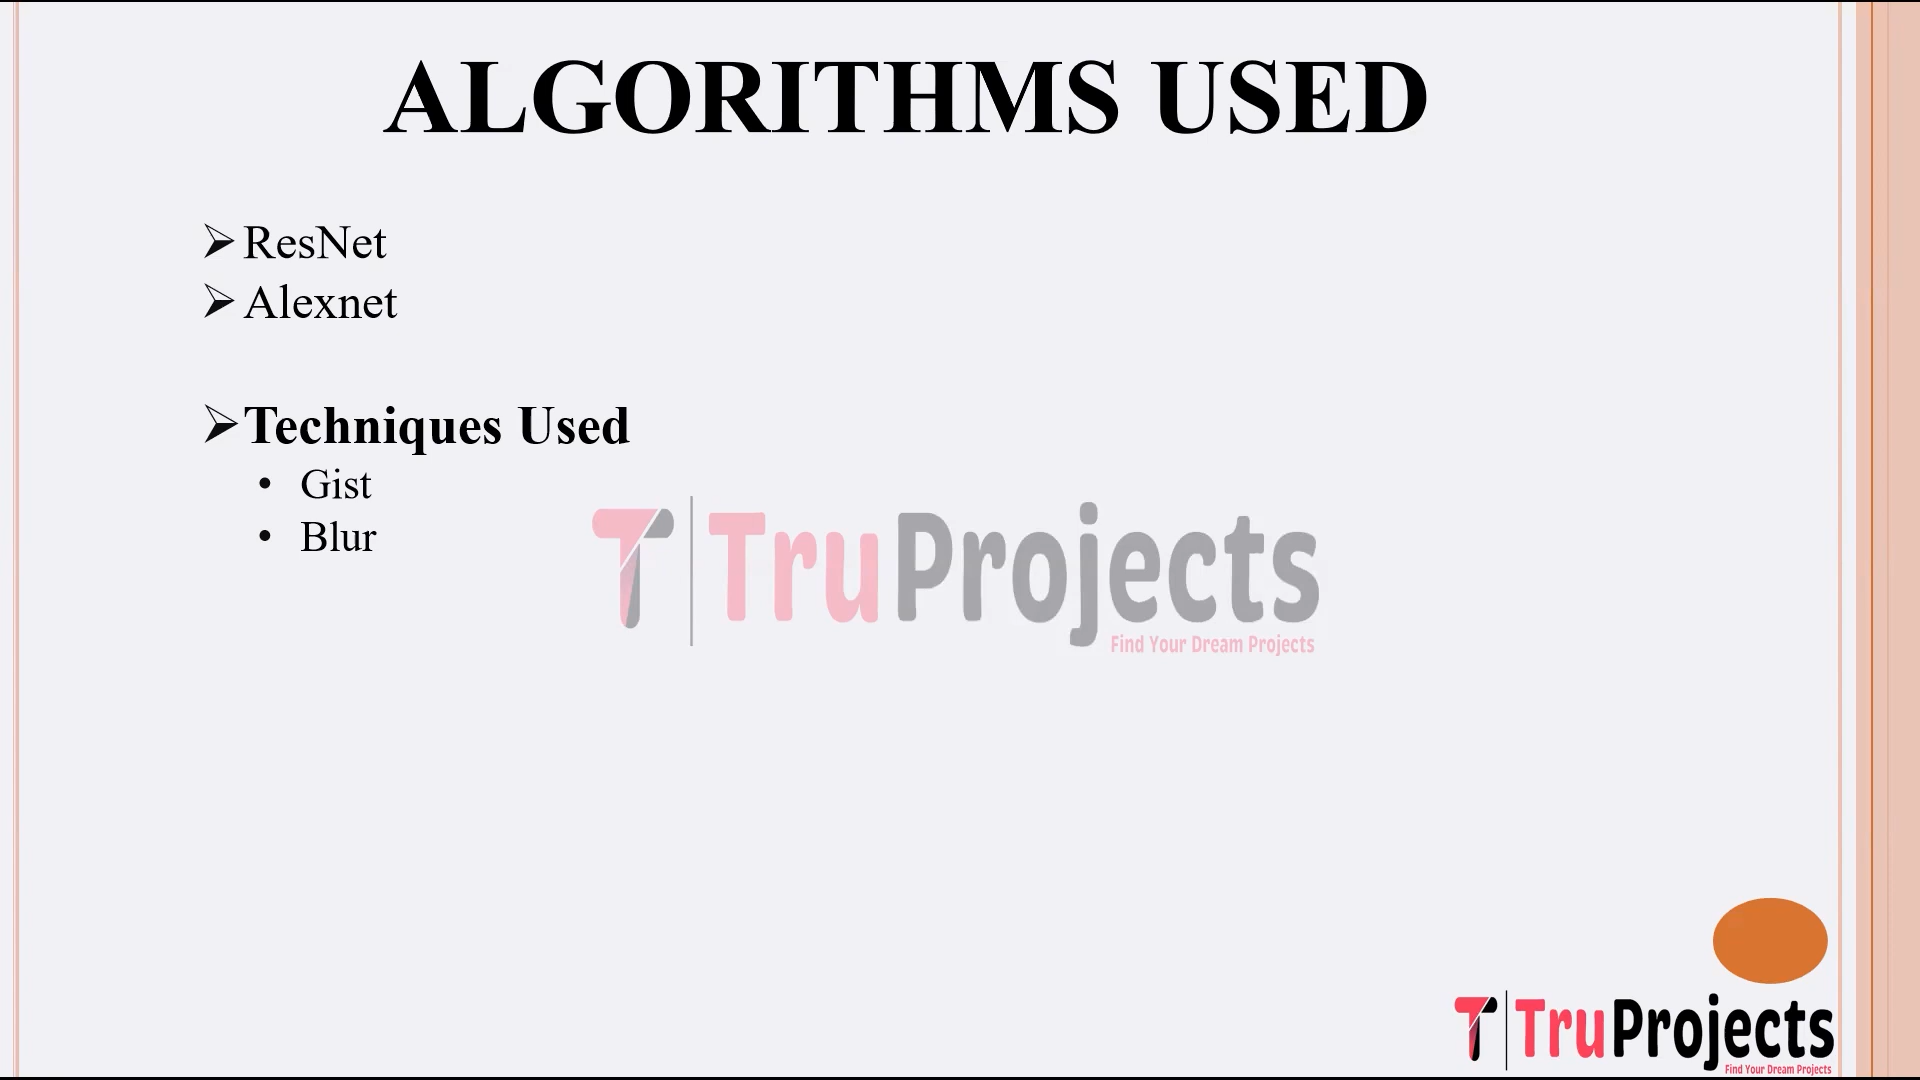 ALGORITHMS USED
ResNet
Alexnet
Techniques Used
• Gist
• Blur
TruProjects
Find Your Dream Projects
TruProjects
Find Your Dream Projects